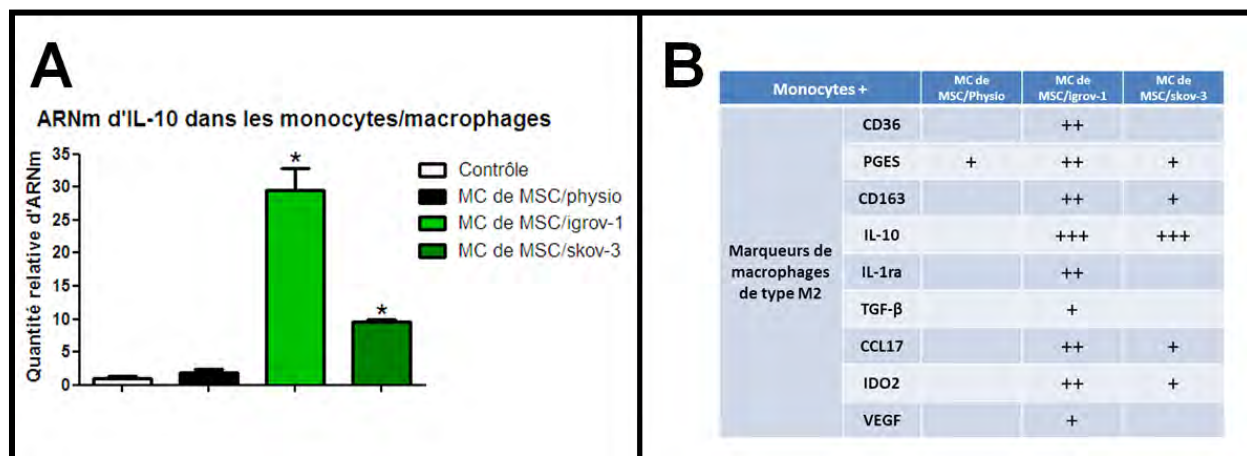 A
ARNm d'IL-10 dans les monocytes/macrophages
Quantité relative d'ARNm
35
30
25
20
15
10
5
0
*
*
Contrôle
MC de MSC/physio
MC de MSC/igrov-1
MC de MSC/skov-3
B
Monocytes +
MC de
MSC/Physio
MC de
MSC/igrov-1
MC de
MSC/skov-3
Marqueurs de
macrophages
de type M2
CD36 ++
PGES + ++ +
CD163 ++ +
IL-10 +++ +++
IL-1ra ++
TGF-β +
CCL17 ++ +
IDO2 ++ +
VEGF +